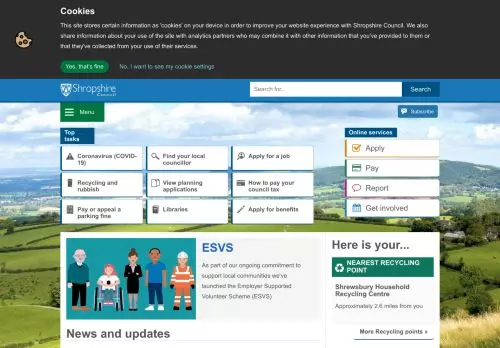 Cookies
This site stores certain information as 'cookies' on your device in order to improve your website experience with Shropshire Council. We also
share information about your use of the site with analytics partners who may combine it with other information that you've provided to them or
that they've collected from your use of their services.
Yes, that's fine
No, I want to see my cookie settings
Shropshire
Council
Search for...
Search
Menu
Subscribe
Top
tasks
Online services
Coronavirus (COVID-
19)
Find your local
councillor
Apply for a job
Recycling and
rubbish
View planning
applications
How to pay your
council tax
Pay or appeal a
parking fine
Libraries
Apply for benefits
Apply
Pay
Report
Get involved
ESVS
As part of our ongoing commitment to
support local communities we've
launched the Employer Supported
Volunteer Scheme (ESVS)
Here is your...
NEAREST RECYCLING
POINT
Shrewsbury Household
Recycling Centre
Approximately 2.6 miles from you
More Recycling points »
News and updates